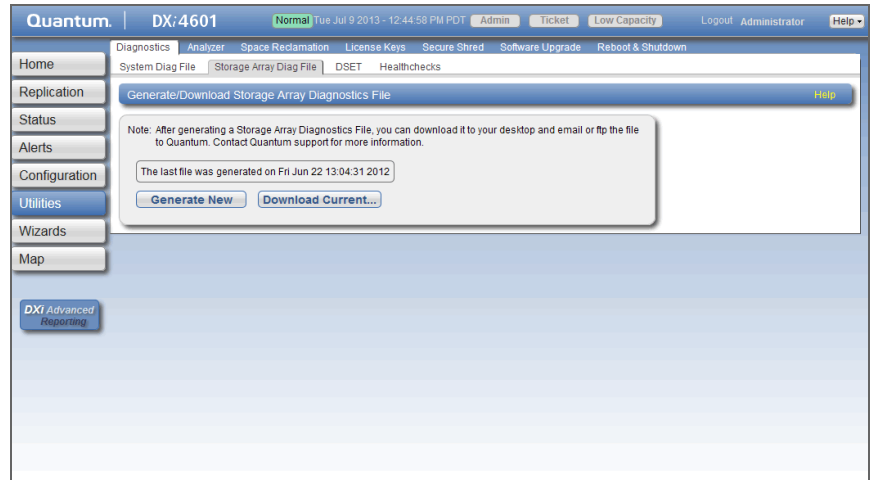 Quantum. DXi4601 Normal Tue Jul 9 2013 - 12:44:58 PM PDT Admin Ticket Low Capacity Logout Administrator Help
Diagnostics Analyzer Space Reclamation License Keys Secure Shred Software Upgrade Reboot & Shutdown
System Diag File Storage Array Diag File DSET Healthchecks
Home
Replication
Status
Alerts
Configuration
Utilities
Wizards
Map
DXi Advanced
Reporting
Generate/Download Storage Array Diagnostics File Help
Note: After generating a Storage Array Diagnostics File, you can download it to your desktop and email or ftp the file
to Quantum. Contact Quantum support for more information.
The last file was generated on Fri Jun 22 13:04:31 2012
Generate New Download Current...